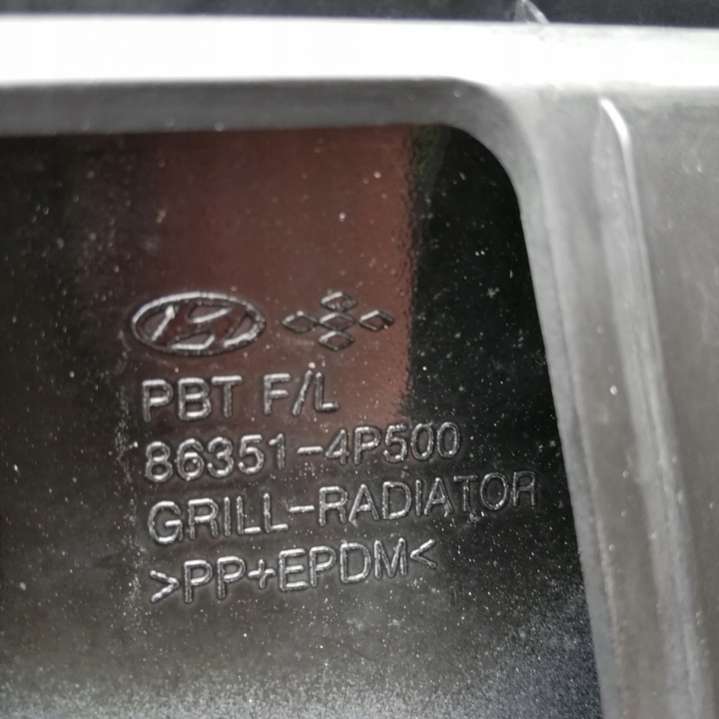 PBT F/L
86351-4P500
GRILL-RADIATOR
>PP+EPDM<